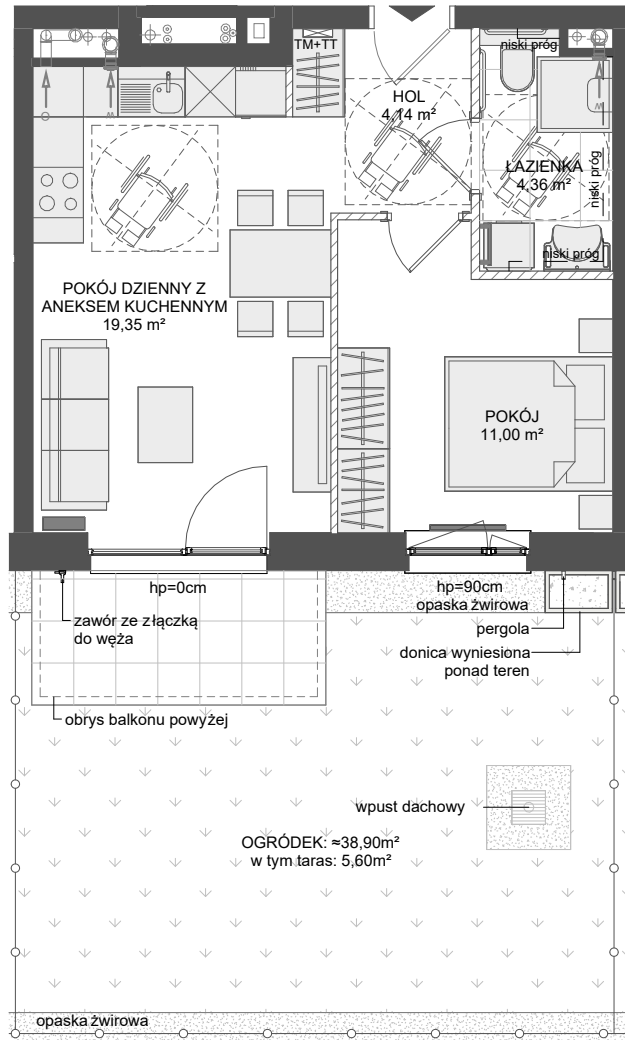 niski próg
TM+TT
HOL
4,14 m²
ŁAZIENKA
4,36 m²
niski próg
niski próg
POKÓJ DZIENNY Z
ANEKSEM KUCHENNYM
19,35 m²
POKÓJ
11,00 m²
hp=0cm
hp=90cm
opaska żwirowa
zawór ze złączką
do węża
pergola
donica wyniesiona
ponad teren
obrys balkonu powyżej
wpust dachowy
OGRÓDEK: ≈38,90m²
w tym taras: 5,60m²
opaska żwirowa